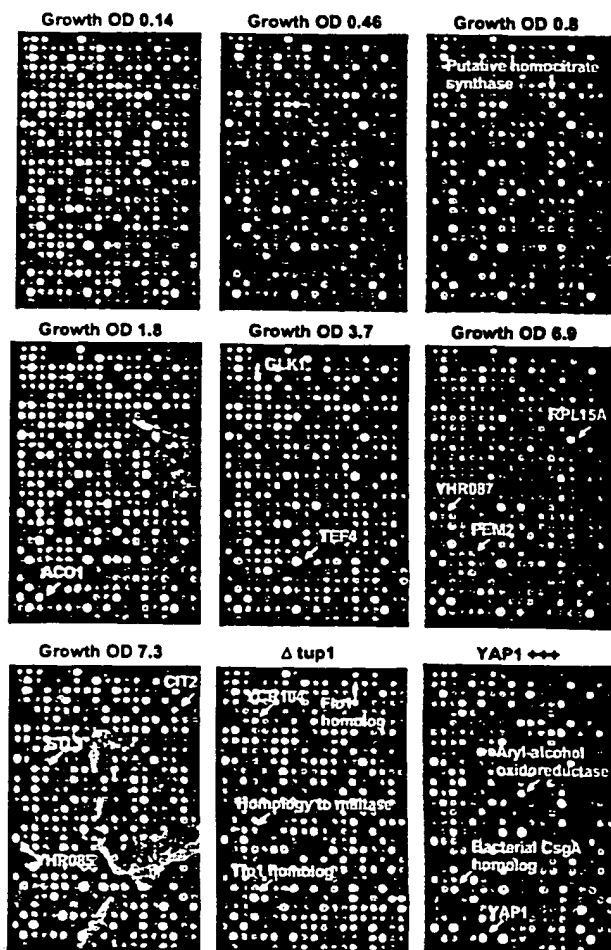 Growth OD 0.14
Growth OD 0.46
Growth OD 0.8
Putative homocitrate
synthase
Growth OD 1.8
Growth OD 3.7
Growth OD 6.9
GLK1
RPL15A
YHR087
PEM2
TEF4
ACO1
Growth OD 7.3
Δ tup1
YAP1 +++
CIT2
YCR104
Flo1
homolog
Aryl-alcohol
oxidoreductase
Homology to maltase
Bacterial CsgA
homolog
YHR085
Tip1 homolog
YAP1